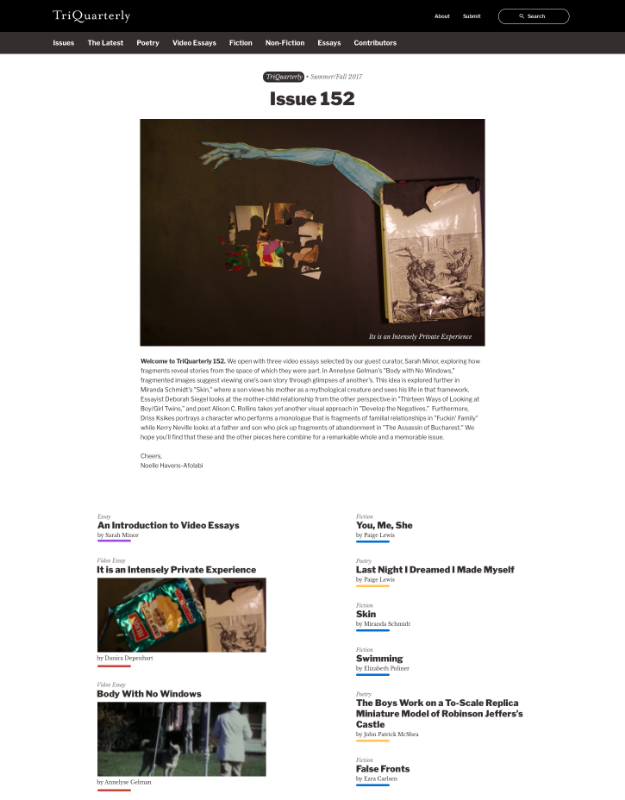 TriQuarterly
About
Submit
Search
Issues
The Latest
Poetry
Video Essays
Fiction
Non-Fiction
Essays
Contributors
TriQuarterly • Summer/Fall 2017
Issue 152
Its is an Intensely Private Experience
Welcome to TriQuarterly 152. We open with three video essays selected by our guest curator, Sarah Minor, exploring how
fragments reveal stories from the space of which they were part. In Annelyse Gelman's "Body with No Windows,"
fragmented images suggest viewing one's own story through glimpses of another's. This idea is explored further in
Miranda Schmidt's "Skin," where a son views his mother as a mythological creature and sees his life in that framework.
Essayist Deborah Siegel looks at the mother-child relationship from the other perspective in "Thirteen Ways of Looking at
Boy/Girl Twins," and poet Alison C. Rollins takes yet another visual approach in "Develop the Negatives." Furthermore,
Driss Ksikes portrays a character who performs a monologue that is fragments of familial relationships in "Fuckin' Family"
while Kerry Neville looks at a father and son who pick up fragments of abandonment in "The Assassin of Bucharest." We
hope you'll find that these and the other pieces here combine for a remarkable whole and a memorable issue.
Cheers,
Noelle Havens-Afolabi
Essay
An Introduction to Video Essays
by Sarah Minor
Video Essay
It is an Intensely Private Experience
by Danica Depenhart
Video Essay
Body With No Windows
by Annelyse Gelman
Fiction
You, Me, She
by Paige Lewis
Poetry
Last Night I Dreamed I Made Myself
by Paige Lewis
Fiction
Skin
by Miranda Schmidt
Fiction
Swimming
by Elizabeth Poliner
Poetry
The Boys Work on a To-Scale Replica
Miniature Model of Robinson Jeffers's
Castle
by John Patrick McShea
Fiction
False Fronts
by Ezra Carlsen